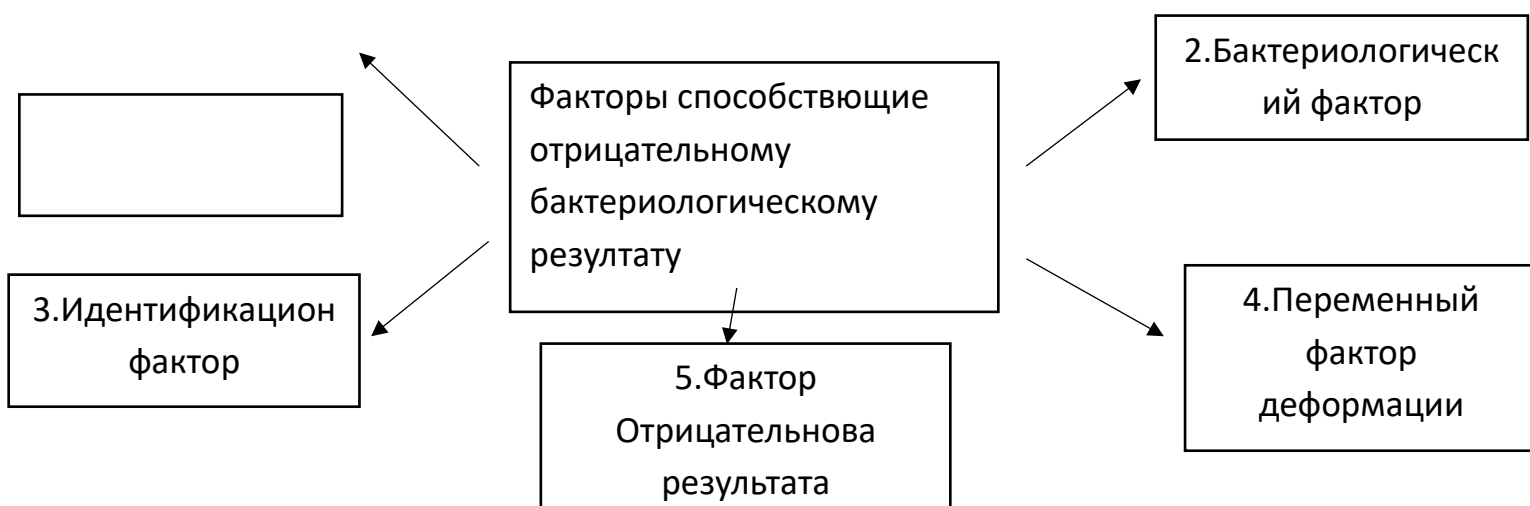 Факторы способствющие
отрицательному
бактериологическому
резултату
2.Бактериологическ
ий фактор
3.Идентификацион
фактор
4.Переменный
фактор
деформации
5.Фактор
Отрицательнова
результата